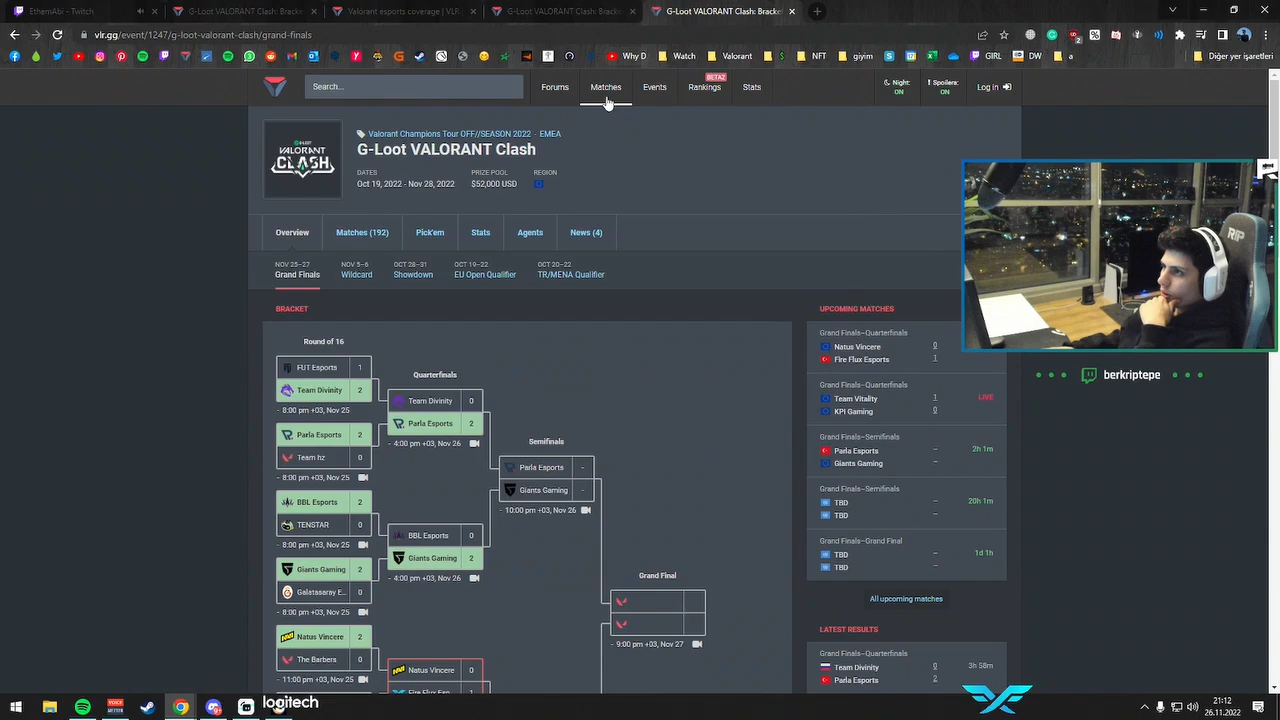 EthemAbi - Twitch
G-Loot VALORANT Clash: Bracke
Valorant esports coverage | VLR
G-Loot VALORANT Clash: Bracke
G-Loot VALORANT Clash: Bracke
vlr.gg/event/1247/g-loot-valorant-clash/grand-finals
Why D
Watch
Valorant
$
NFT
giyim
GIRL
DW
a
Diğer yer işaretleri
Search...
Forums
Matches
Events
BETA2
Rankings
Stats
Night:
ON
Spoilers:
ON
Log in
VALORANT
CLASH
Valorant Champions Tour OFF//SEASON 2022 - EMEA
G-Loot VALORANT Clash
DATES
PRIZE POOL
REGION
Oct 19, 2022 - Nov 28, 2022
$52,000 USD
Overview
Matches (192)
Pick'em
Stats
Agents
News (4)
NOV 25–27
NOV 5–6
OCT 28–31
OCT 19–22
OCT 20–22
Grand Finals
Wildcard
Showdown
EU Open Qualifier
TR/MENA Qualifier
BRACKET
Round of 16
FUT Esports 1
Team Divinity 2
- 8:00 pm +03, Nov 25
Parla Esports 2
Team hz 0
- 8:00 pm +03, Nov 25
BBL Esports 2
TENSTAR 0
- 8:00 pm +03, Nov 25
Giants Gaming 2
Galatasaray E... 0
- 8:00 pm +03, Nov 25
Natus Vincere 2
The Barbers 0
- 11:00 pm +03, Nov 25
Quarterfinals
Team Divinity 0
Parla Esports 2
- 4:00 pm +03, Nov 26
BBL Esports 0
Giants Gaming 2
- 4:00 pm +03, Nov 26
Natus Vincere 0
Fire Flux Esp... 1
Semifinals
Parla Esports -
Giants Gaming -
- 10:00 pm +03, Nov 26
Grand Final
- 9:00 pm +03, Nov 27
UPCOMING MATCHES
Grand Finals–Quarterfinals
Natus Vincere 0
Fire Flux Esports 1
Grand Finals–Quarterfinals
Team Vitality 1
LIVE
KPI Gaming 0
Grand Finals–Semifinals
Parla Esports –
2h 1m
Giants Gaming –
Grand Finals–Semifinals
TBD –
20h 1m
TBD –
Grand Finals–Grand Final
TBD –
1d 1h
TBD –
All upcoming matches
LATEST RESULTS
Grand Finals–Quarterfinals
Team Divinity 0
3h 58m
Parla Esports 2
RIP
berkriptepe
VOICE
MEETER
logitech
21:12
26.11.2022